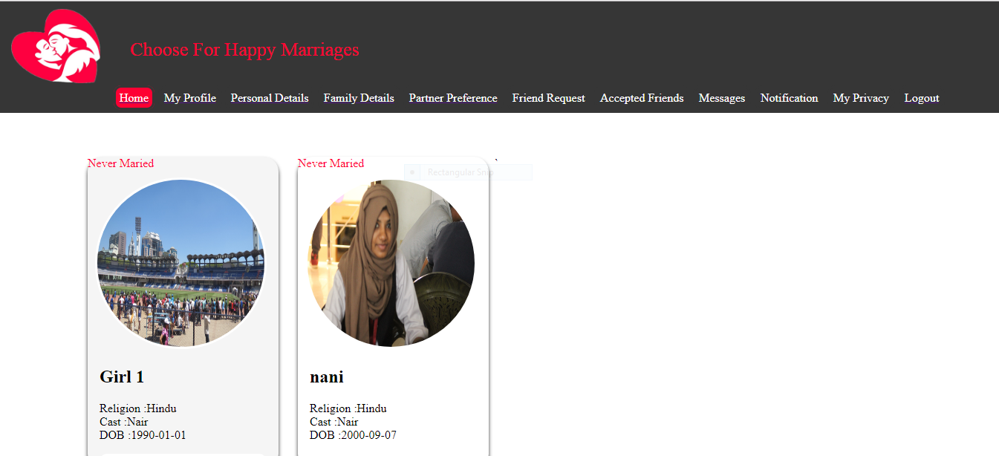 Choose For Happy Marriages
Home My Profile Personal Details Family Details Partner Preference Friend Request Accepted Friends Messages Notification My Privacy Logout
Never Maried
Never Maried
`
Rectangular Snip
Girl 1
nani
Religion :Hindu
Cast :Nair
DOB :1990-01-01
Religion :Hindu
Cast :Nair
DOB :2000-09-07